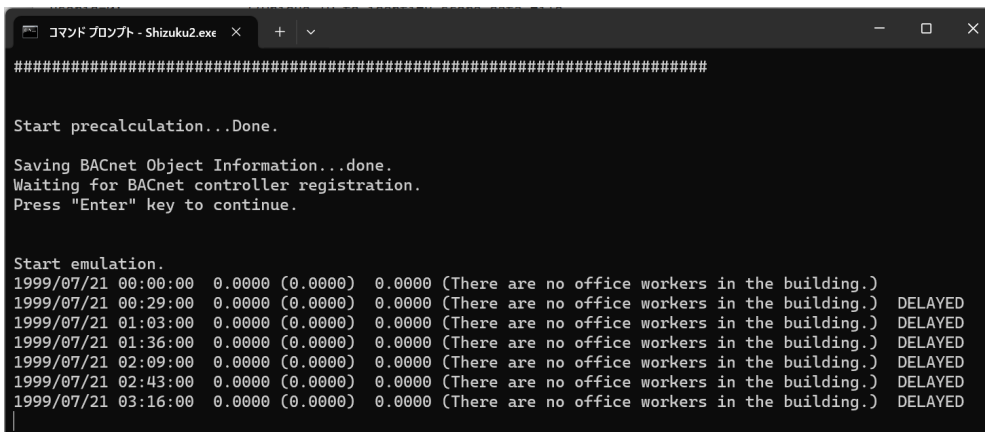 コマンド プロンプト - Shizuku2.exe
########################################################################
Start precalculation...Done.
Saving BACnet Object Information...done.
Waiting for BACnet controller registration.
Press "Enter" key to continue.
Start emulation.
1999/07/21 00:00:00  0.0000 (0.0000)  0.0000 (There are no office workers in the building.)
1999/07/21 00:29:00  0.0000 (0.0000)  0.0000 (There are no office workers in the building.)  DELAYED
1999/07/21 01:03:00  0.0000 (0.0000)  0.0000 (There are no office workers in the building.)  DELAYED
1999/07/21 01:36:00  0.0000 (0.0000)  0.0000 (There are no office workers in the building.)  DELAYED
1999/07/21 02:09:00  0.0000 (0.0000)  0.0000 (There are no office workers in the building.)  DELAYED
1999/07/21 02:43:00  0.0000 (0.0000)  0.0000 (There are no office workers in the building.)  DELAYED
1999/07/21 03:16:00  0.0000 (0.0000)  0.0000 (There are no office workers in the building.)  DELAYED